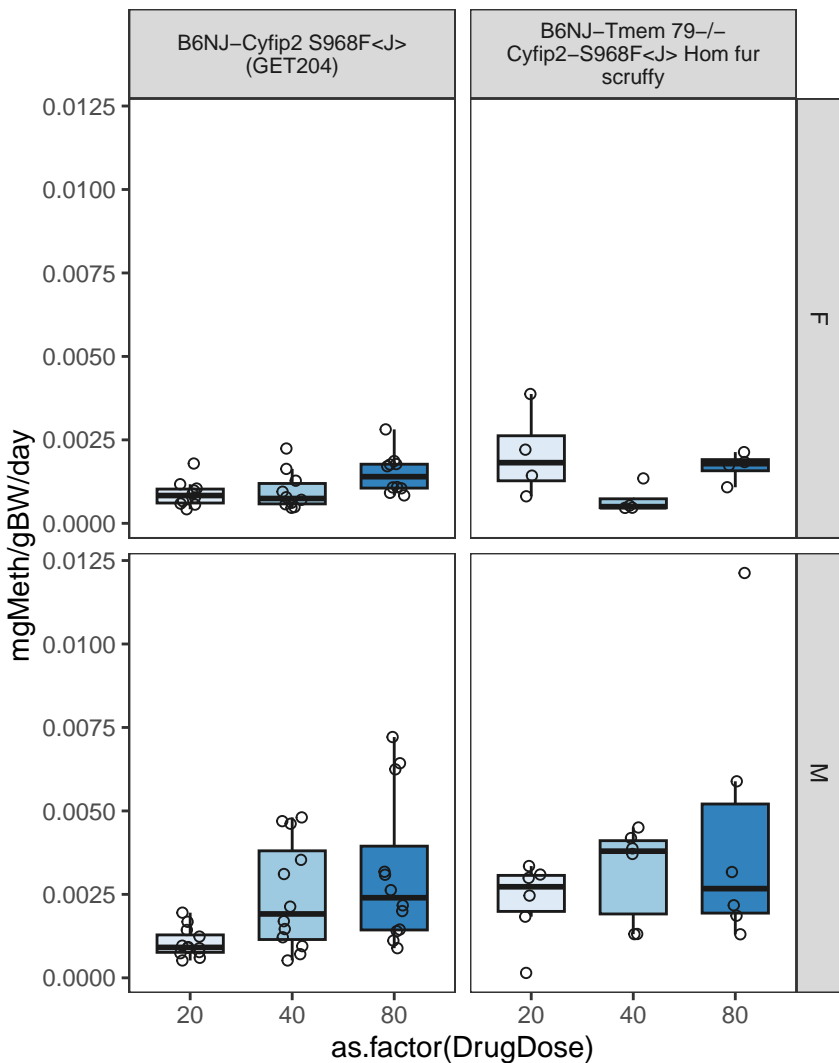 B6NJ−Cyfip2 S968F<J>
(GET204)
B6NJ−Tmem 79−/−
Cyfip2−S968F<J> Hom fur
scruffy
0.0125
0.0100
0.0075
0.0050
0.0025
0.0000
F
0.0125
0.0100
0.0075
0.0050
0.0025
0.0000
M
mgMeth/gBW/day
20 40 80 20 40 80
as.factor(DrugDose)